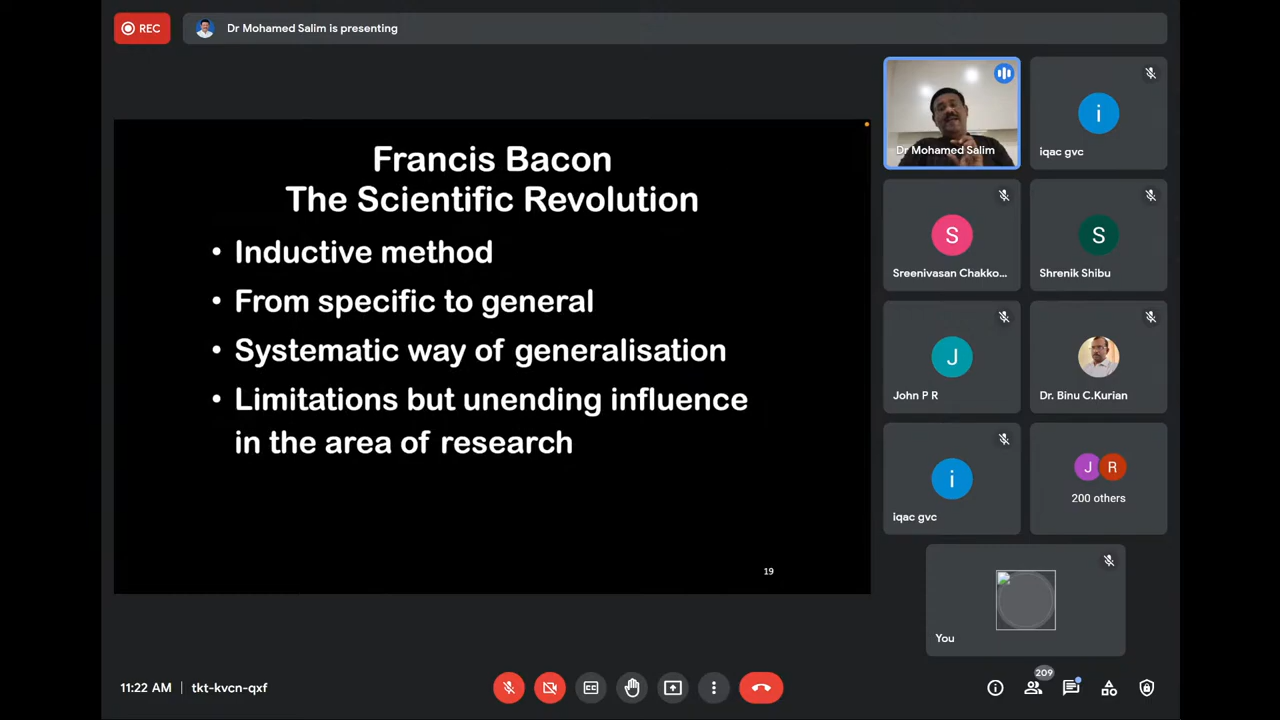 REC
Dr Mohamed Salim is presenting
Francis Bacon
The Scientific Revolution
• Inductive method
• From specific to general
• Systematic way of generalisation
• Limitations but unending influence
in the area of research
19
Dr Mohamed Salim
i
iqac gvc
S
Sreenivasan Chakko...
S
Shrenik Shibu
J
John P R
Dr. Binu C.Kurian
i
iqac gvc
J R
200 others
You
11:22 AM | tkt-kvcn-qxf
CC
209